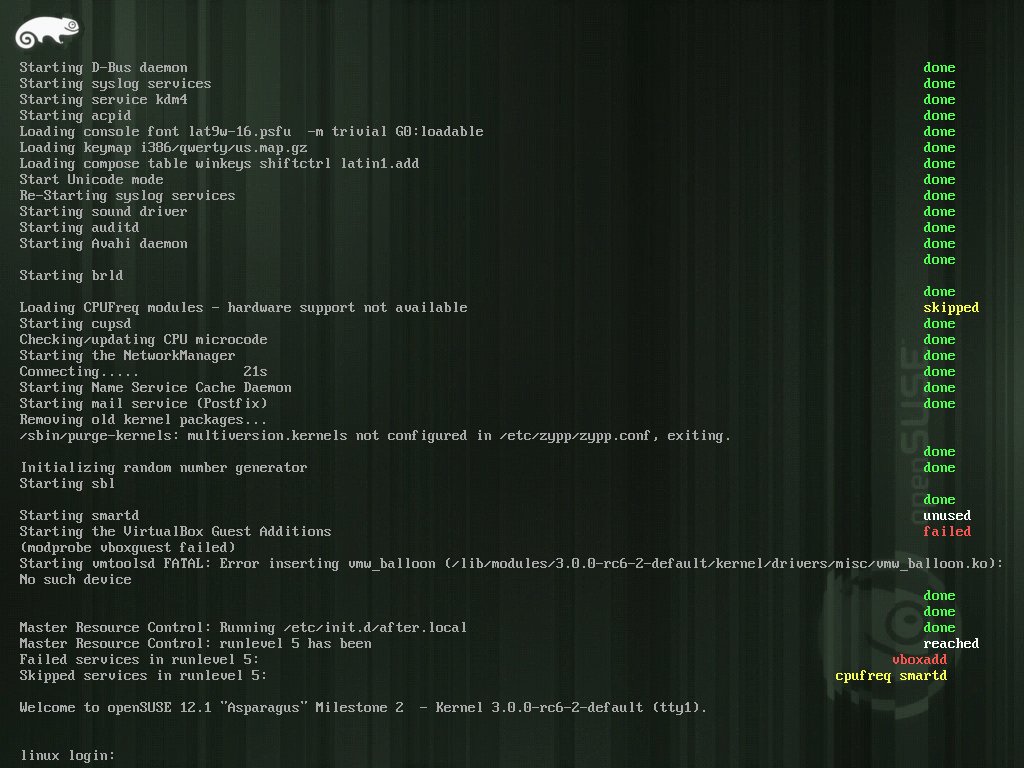 Starting D-Bus daemon done
Starting syslog services done
Starting service kdm4 done
Starting acpid done
Loading console font lat9w-16.psfu  -m trivial G0:loadable done
Loading keymap i386/qwerty/us.map.gz done
Loading compose table winkeys shiftctrl latin1.add done
Start Unicode mode done
Re-Starting syslog services done
Starting sound driver done
Starting auditd done
Starting Avahi daemon done
done
Starting brld
done
Loading CPUFreq modules - hardware support not available skipped
Starting cupsd done
Checking/updating CPU microcode done
Starting the NetworkManager done
Connecting..... 21s done
Starting Name Service Cache Daemon done
Starting mail service (Postfix) done
Removing old kernel packages...
/sbin/purge-kernels: multiversion.kernels not configured in /etc/zypp/zypp.conf, exiting.
done
Initializing random number generator done
Starting sbl
done
Starting smartd unused
Starting the VirtualBox Guest Additions failed
(modprobe vboxguest failed)
Starting vmtoolsd FATAL: Error inserting vmw_balloon (/lib/modules/3.0.0-rc6-2-default/kernel/drivers/misc/vmw_balloon.ko):
No such device
done
done
Master Resource Control: Running /etc/init.d/after.local done
Master Resource Control: runlevel 5 has been reached
Failed services in runlevel 5: vboxadd
Skipped services in runlevel 5: cpufreq smartd
Welcome to openSUSE 12.1 "Asparagus" Milestone 2  - Kernel 3.0.0-rc6-2-default (tty1).
linux login:
openSUSE